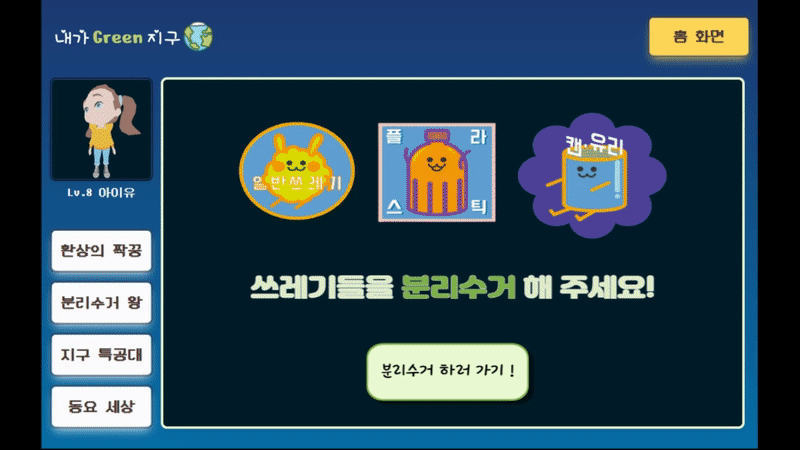 내가 Green 지구
홈 화면
Lv.8 아이유
환상의 짝꿍
분리수거 왕
지구 특공대
동요 세상
일반쓰레기
플라
스틱
캔·유리
쓰레기들을 분리수거 해 주세요!
분리수거 하러 가기 !